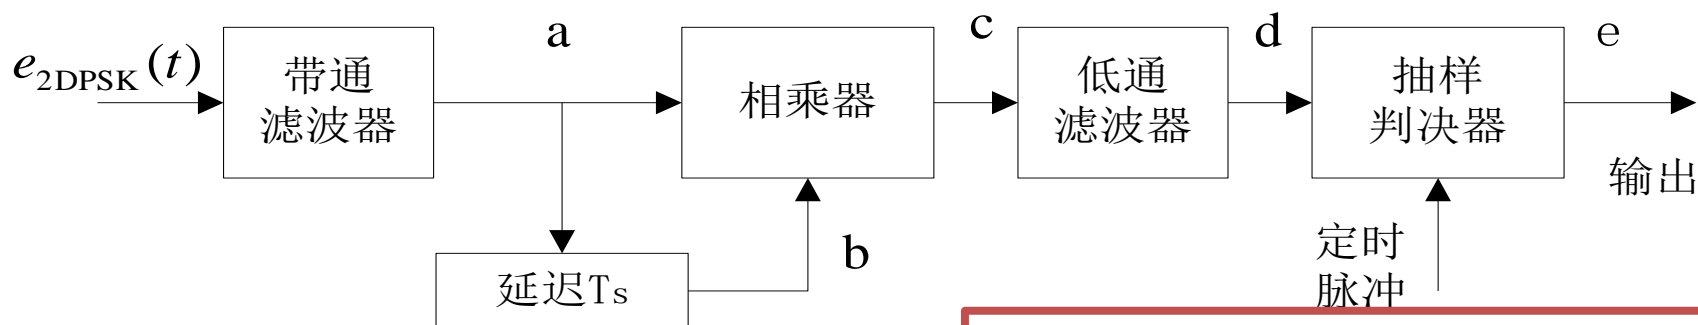 e2DPSK(t)
带通
滤波器
a
相乘器
c
低通
滤波器
d
抽样
判决器
e
输出
延迟Ts
b
定时
脉冲